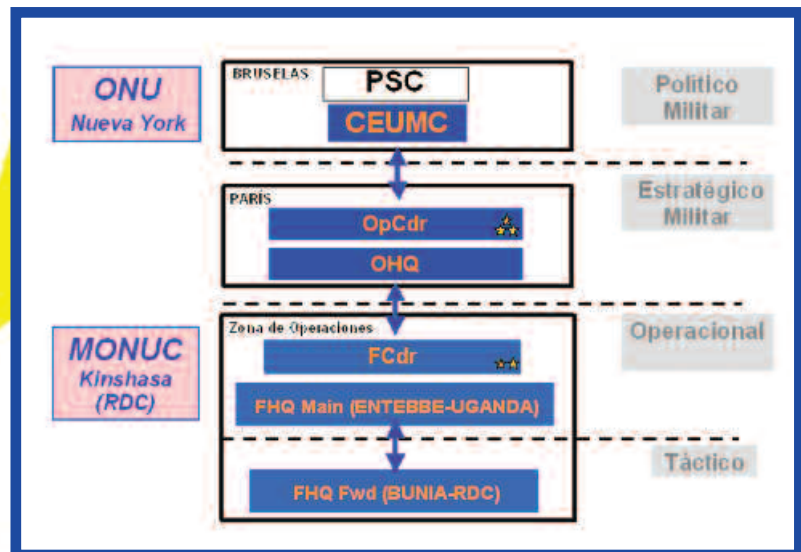 ONU
Nueva York
BRUSELAS
PSC
CEUMC
Político
Militar
PARÍS
OpCdr
OHQ
Estratégico
Militar
MONUC
Kinshasa
(RDC)
Zona de Operaciones
FCdr
FHQ Main (ENTEBBE-UGANDA)
FHQ Fwd (BUNIA-RDC)
Operacional
Táctico